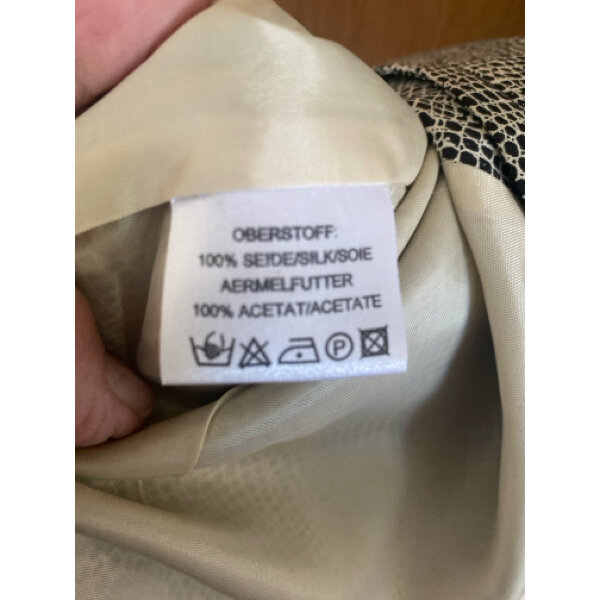 OBERSTOFF:
100% SEIDE/SILK/SOIE
AERMELFUTTER
100% ACETAT/ACETATE
P